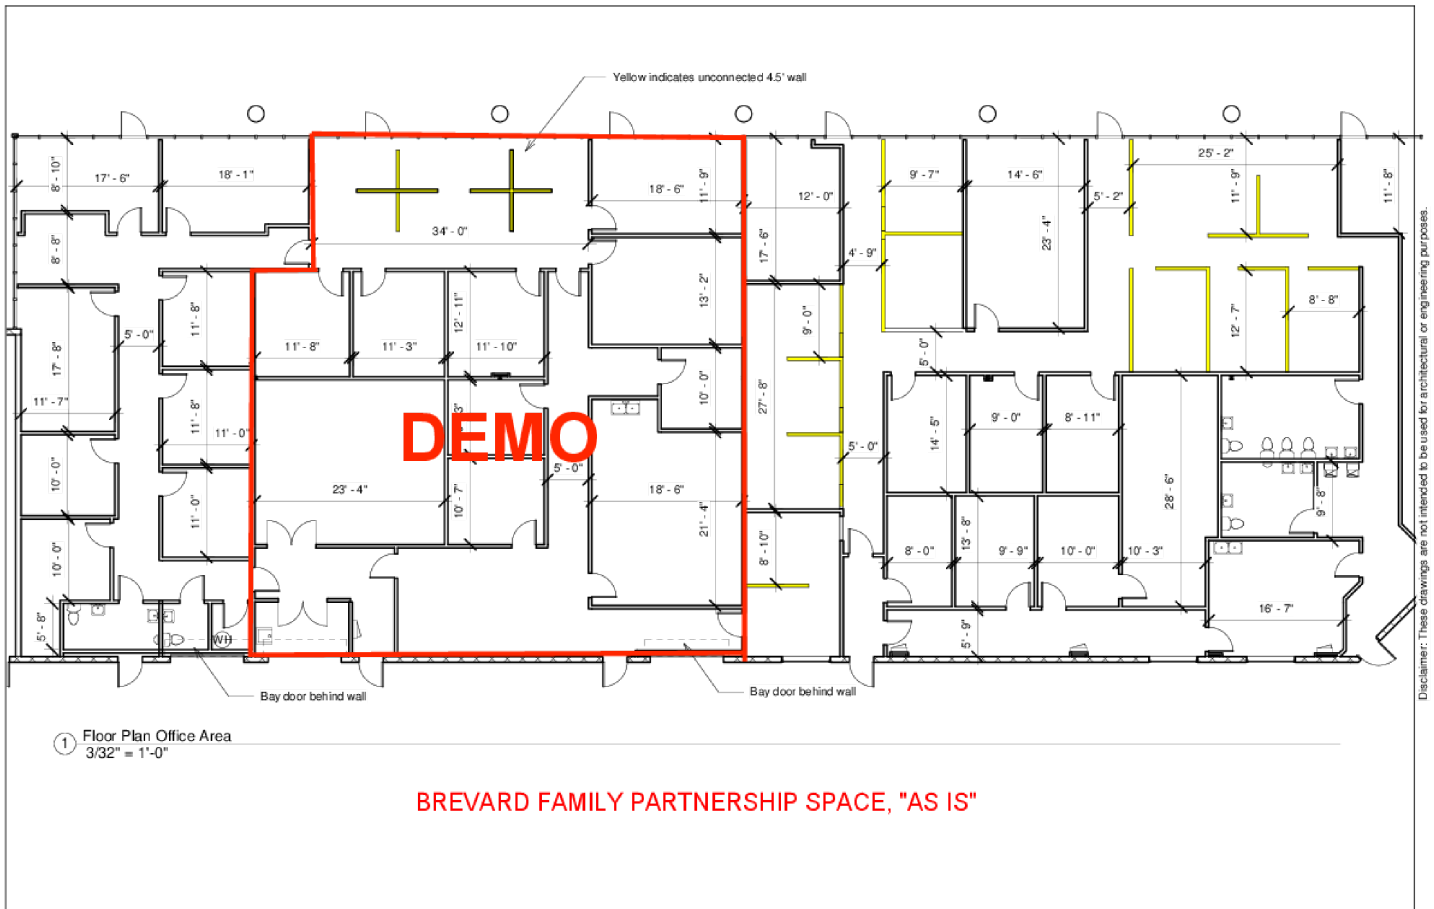 Yellow indicates unconnected 4.5' wall
8' - 10"
17' - 6"
18' - 1"
18' - 6"
11' - 9"
12' - 0"
9' - 7"
14' - 6"
5' - 2"
25' - 2"
11' - 9"
11' - 8"
8' - 8"
34' - 0"
17' - 6"
4' - 9"
23' - 4"
13' - 2"
11' - 8"
5' - 0"
17' - 8"
11' - 8"
11' - 3"
12' - 11"
11' - 10"
9' - 0"
5' - 0"
12' - 7"
8' - 8"
11' - 7"
11' - 8"
11' - 0"
DEMO
10' - 0"
27' - 8"
14' - 5"
9' - 0"
8' - 11"
5' - 0"
5' - 0"
10' - 0"
11' - 0"
23' - 4"
10' - 7"
18' - 6"
21' - 4"
28' - 6"
9' - 8"
10' - 0"
8' - 10"
8' - 0"
13' - 8"
9' - 9"
10' - 0"
10' - 3"
5' - 8"
WH
5' - 9"
16' - 7"
Bay door behind wall
Bay door behind wall
1
Floor Plan Office Area
3/32" = 1'-0"
BREVARD FAMILY PARTNERSHIP SPACE, "AS IS"
Disclaimer: These drawings are not intended to be used for architectural or engineering purposes.